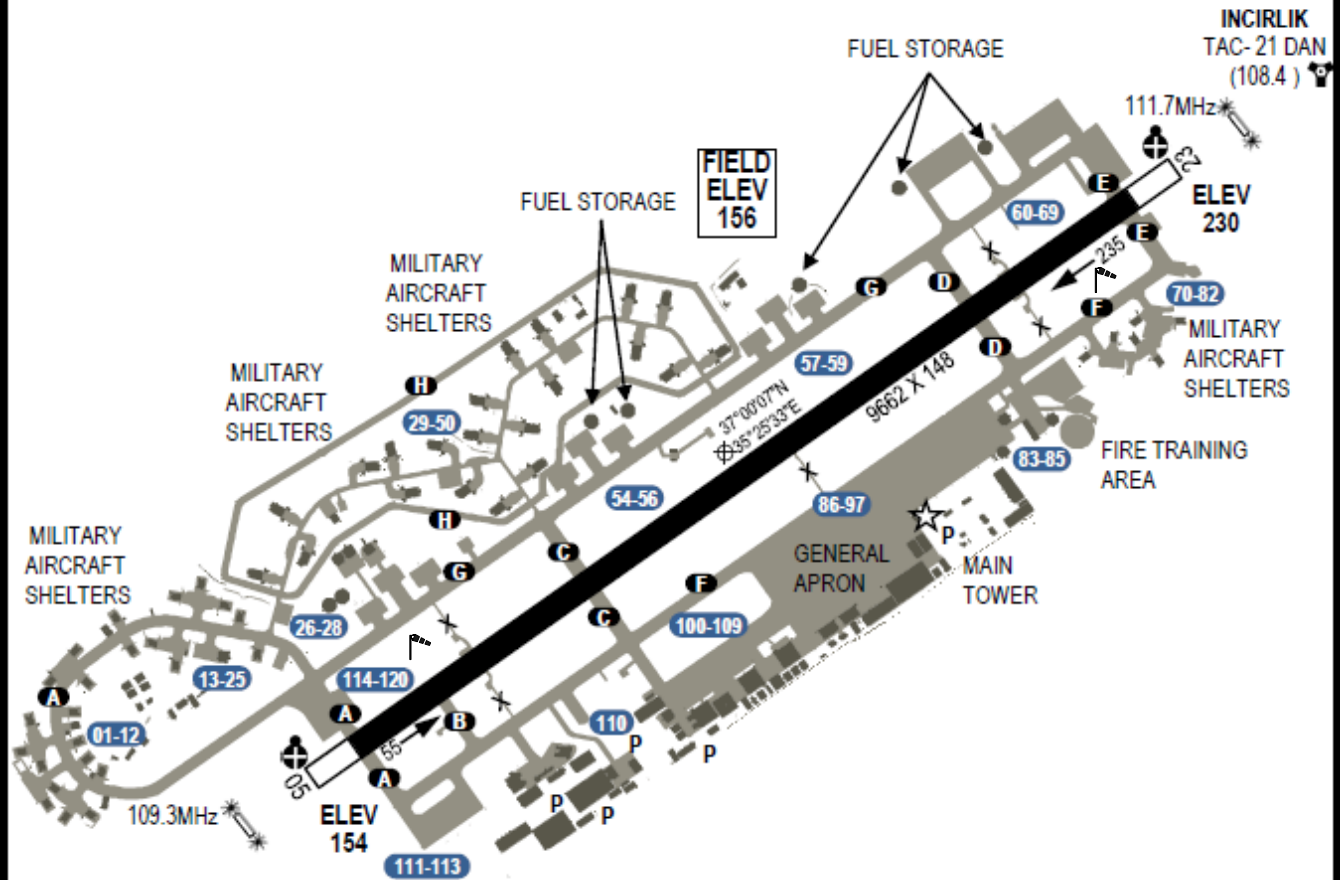 INCIRLIK
TAC- 21 DAN
(108.4 )
FUEL STORAGE
111.7MHz
FIELD
ELEV
156
23
E
ELEV
230
FUEL STORAGE
60-69
E
235
MILITARY
AIRCRAFT
SHELTERS
G
D
F
70-82
MILITARY
AIRCRAFT
SHELTERS
D
57-59
MILITARY
AIRCRAFT
SHELTERS
H
29-50
9662 X 148
37°00'07"N
35°25'33"E
83-85
FIRE TRAINING
AREA
54-56
86-97
H
P
MILITARY
AIRCRAFT
SHELTERS
C
GENERAL
APRON
MAIN
TOWER
G
F
C
26-28
100-109
13-25
114-120
A
A
B
110
01-12
55
P
P
05
A
109.3MHz
ELEV
154
P
P
111-113